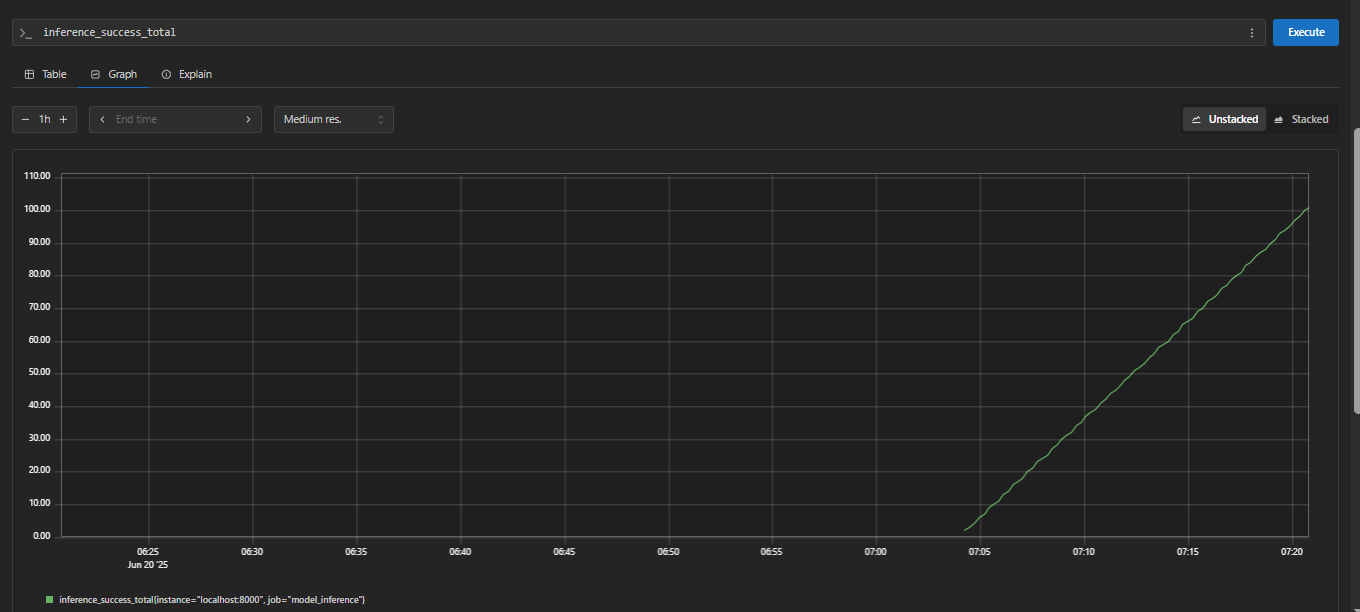 inference_success_total
Execute
Table Graph Explain
1h End time Medium res. Unstacked Stacked
110.00
100.00
90.00
80.00
70.00
60.00
50.00
40.00
30.00
20.00
10.00
0.00
06:25 06:30 06:35 06:40 06:45 06:50 06:55 07:00 07:05 07:10 07:15 07:20
Jun 20 '25
inference_success_total{instance="localhost:8000", job="model_inference"}